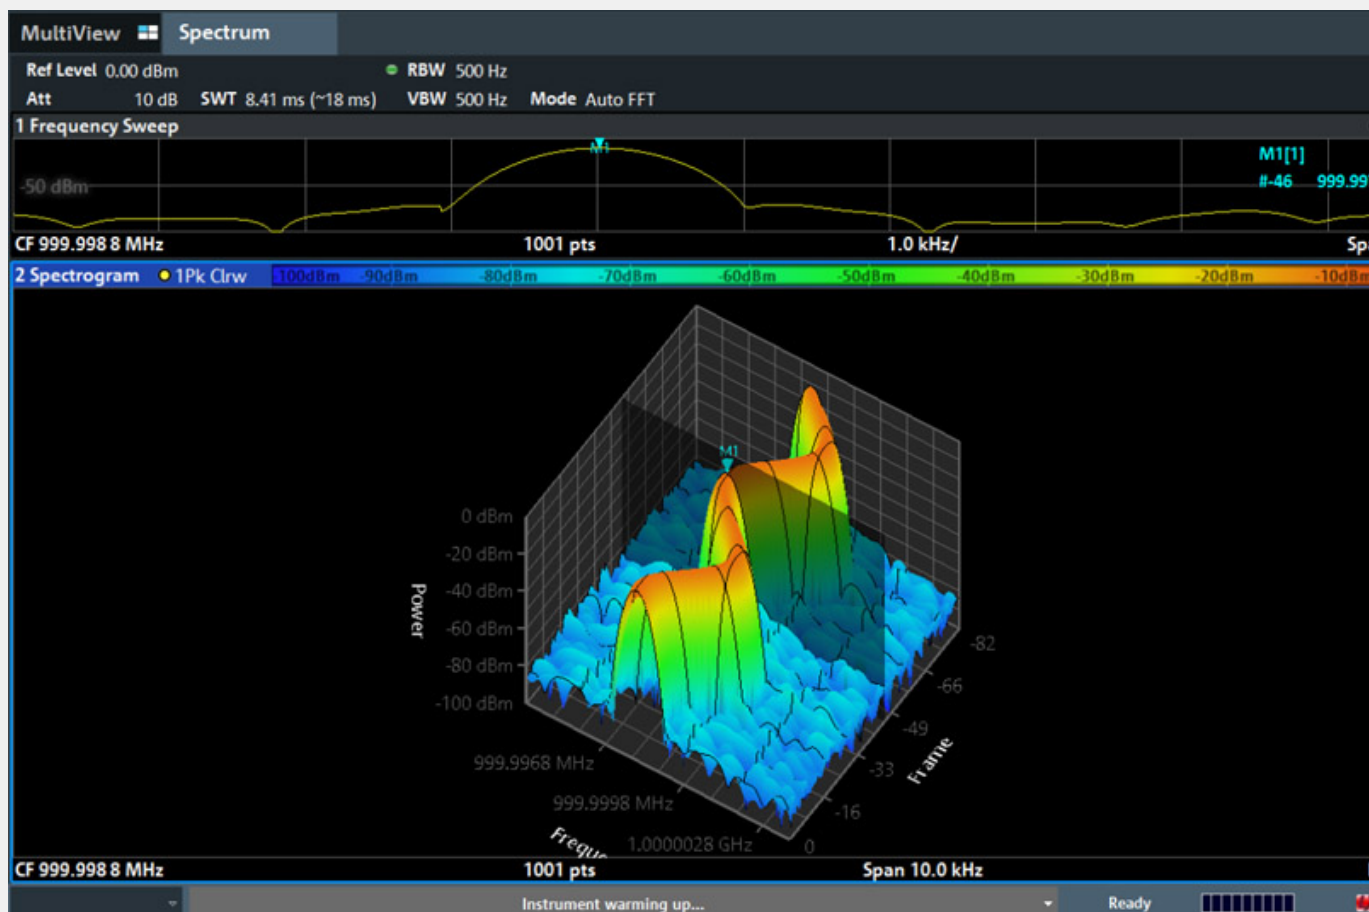 MultiView Spectrum
Ref Level 0.00 dBm RBW 500 Hz
Att 10 dB SWT 8.41 ms (~18 ms) VBW 500 Hz Mode Auto FFT
1 Frequency Sweep
M1
M1[1]
-50 dBm
#-46 999.99
CF 999.998 8 MHz 1001 pts 1.0 kHz/ Sp
2 Spectrogram 1Pk Clrw -100dBm -90dBm -80dBm -70dBm -60dBm -50dBm -40dBm -30dBm -20dBm -10dBm
M1
0 dBm
-20 dBm
-40 dBm
-60 dBm
-80 dBm
-100 dBm
Power
999.9968 MHz
999.9998 MHz
1.0000028 GHz
Freque
0
-16
-33
-49
-66
-82
Frame
CF 999.998 8 MHz 1001 pts Span 10.0 kHz
Instrument warming up... Ready